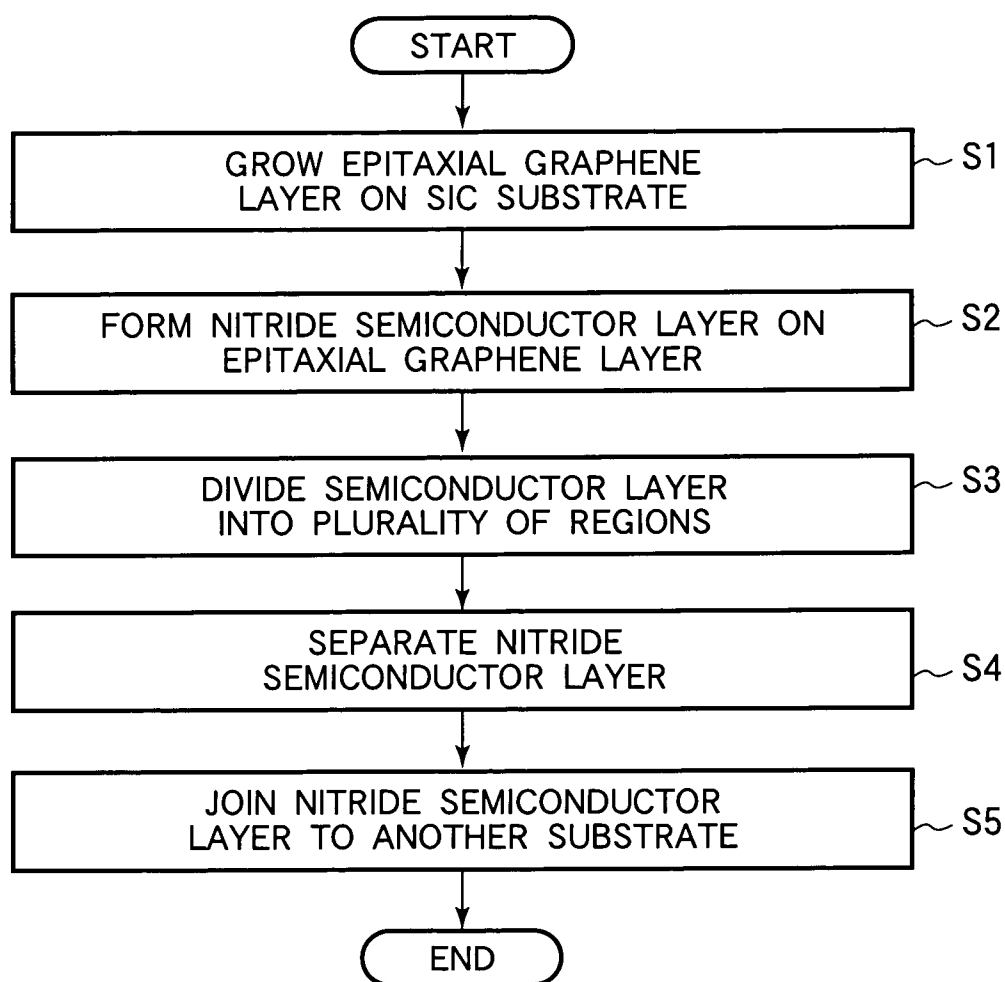 START
GROW EPITAXIAL GRAPHENE
LAYER ON SIC SUBSTRATE
S1
FORM NITRIDE SEMICONDUCTOR LAYER ON
EPITAXIAL GRAPHENE LAYER
S2
DIVIDE SEMICONDUCTOR LAYER
INTO PLURALITY OF REGIONS
S3
SEPARATE NITRIDE
SEMICONDUCTOR LAYER
S4
JOIN NITRIDE SEMICONDUCTOR
LAYER TO ANOTHER SUBSTRATE
S5
END